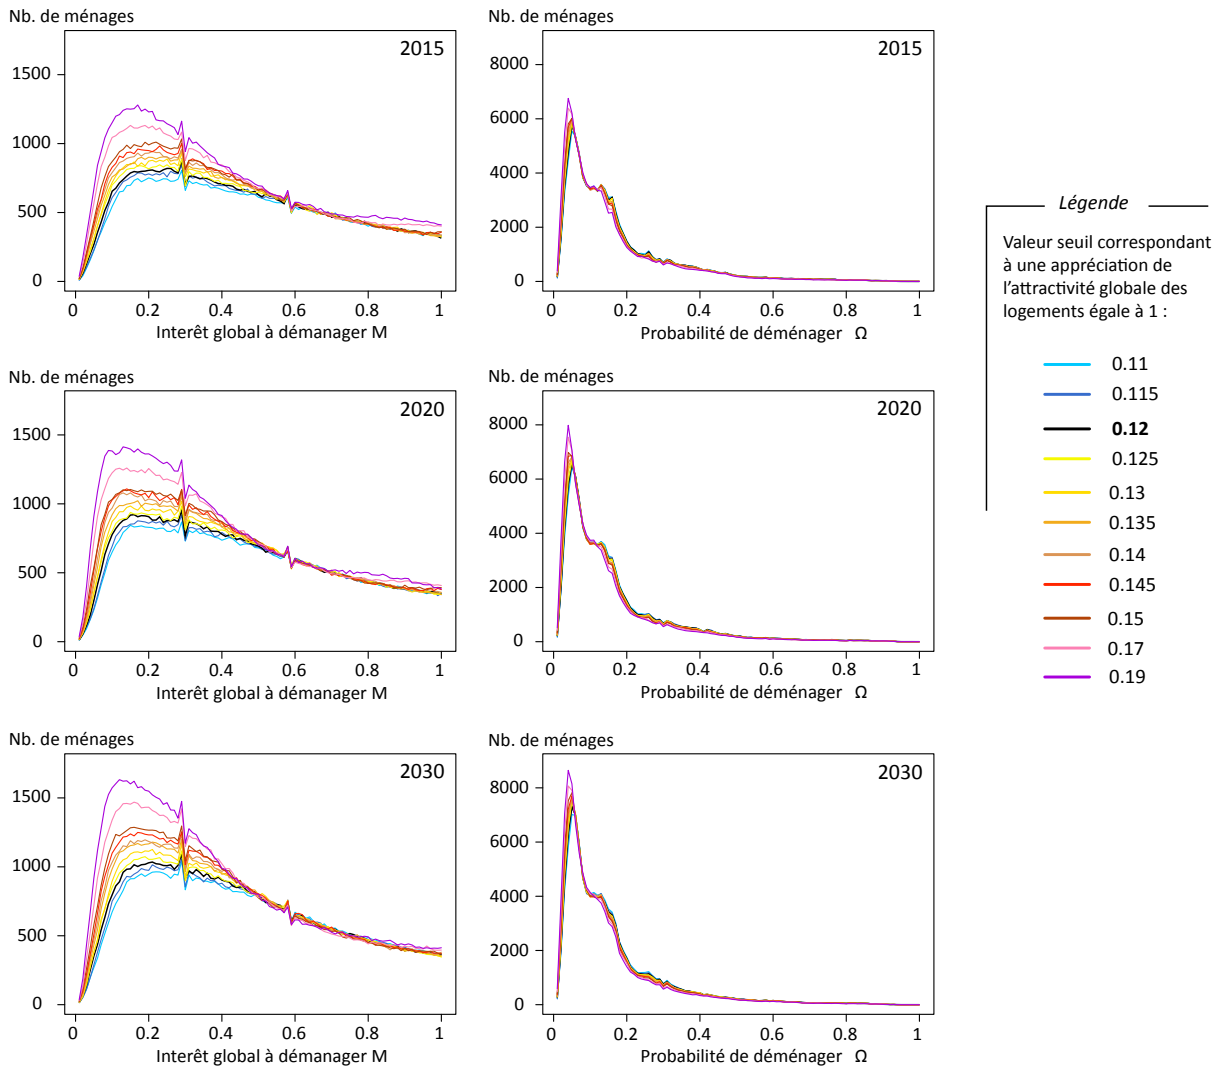 Nb. de ménages
2015
1500
1000
500
0
0 0.2 0.4 0.6 0.8 1
Interêt global à démanager M
Nb. de ménages
2015
8000
6000
4000
2000
0
0 0.2 0.4 0.6 0.8 1
Probabilité de déménager Ω
Nb. de ménages
2020
1500
1000
500
0
0 0.2 0.4 0.6 0.8 1
Interêt global à démanager M
Nb. de ménages
2020
8000
6000
4000
2000
0
0 0.2 0.4 0.6 0.8 1
Probabilité de déménager Ω
Nb. de ménages
2030
1500
1000
500
0
0 0.2 0.4 0.6 0.8 1
Interêt global à démanager M
Nb. de ménages
2030
8000
6000
4000
2000
0
0 0.2 0.4 0.6 0.8 1
Probabilité de déménager Ω
Légende
Valeur seuil correspondant
à une appréciation de
l'attractivité globale des
logements égale à 1 :
0.11
0.115
0.12
0.125
0.13
0.135
0.14
0.145
0.15
0.17
0.19